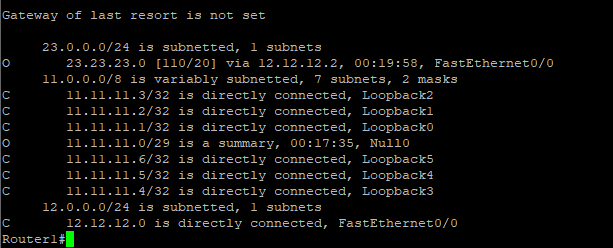 Gateway of last resort is not set
23.0.0.0/24 is subnetted, 1 subnets
O 23.23.23.0 [110/20] via 12.12.12.2, 00:19:58, FastEthernet0/0
11.0.0.0/8 is variably subnetted, 7 subnets, 2 masks
C 11.11.11.3/32 is directly connected, Loopback2
C 11.11.11.2/32 is directly connected, Loopback1
C 11.11.11.1/32 is directly connected, Loopback0
O 11.11.11.0/29 is a summary, 00:17:35, Null0
C 11.11.11.6/32 is directly connected, Loopback5
C 11.11.11.5/32 is directly connected, Loopback4
C 11.11.11.4/32 is directly connected, Loopback3
12.0.0.0/24 is subnetted, 1 subnets
C 12.12.12.0 is directly connected, FastEthernet0/0
Router1#